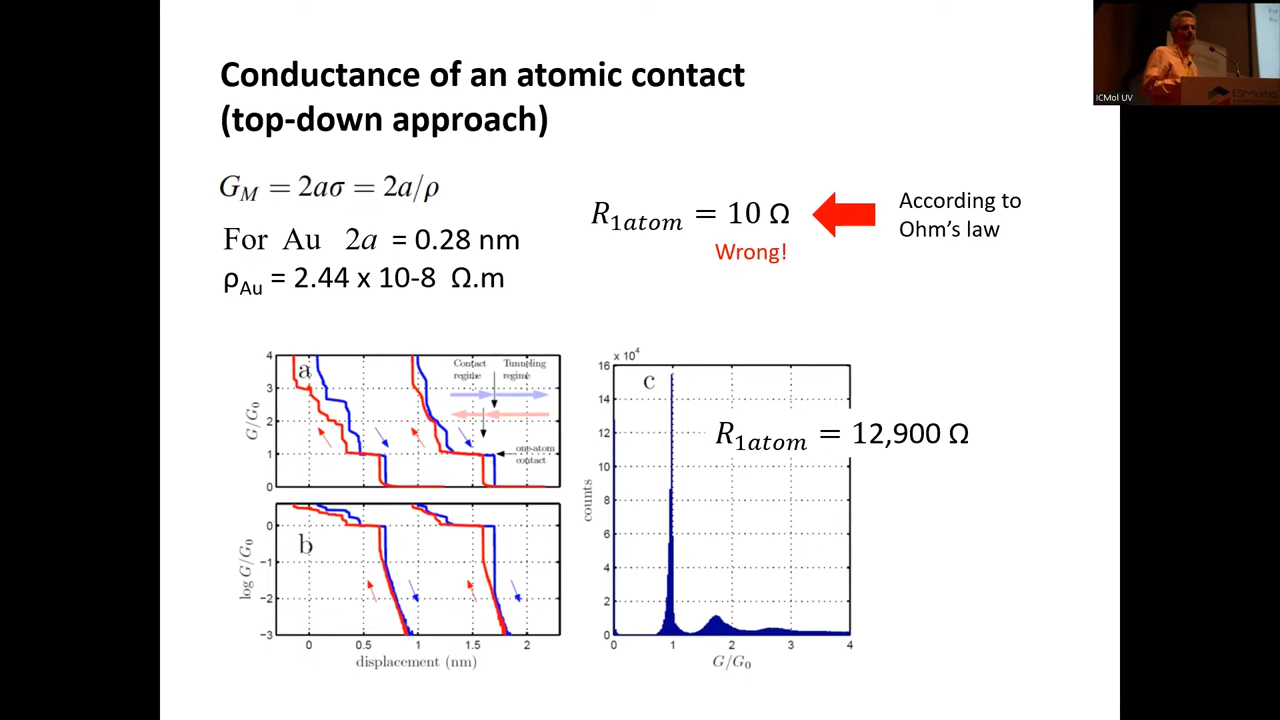 Conductance of an atomic contact
(top-down approach)
G_M = 2aσ = 2a/ρ
For Au 2a = 0.28 nm
ρAu = 2.44 x 10-8 Ω.m
R1atom = 10 Ω
Wrong!
According to
Ohm's law
ICMol UV
a
Contact
regime
Tunneling
regime
one-atom
contact
G/G0
4
3
2
1
0
b
log G/G0
0
-1
-2
-3
0 0.5 1 1.5 2
displacement (nm)
x 10^4
c
R1atom = 12,900 Ω
counts
16
14
12
10
8
6
4
2
0
0 1 2 3 4
G/G0